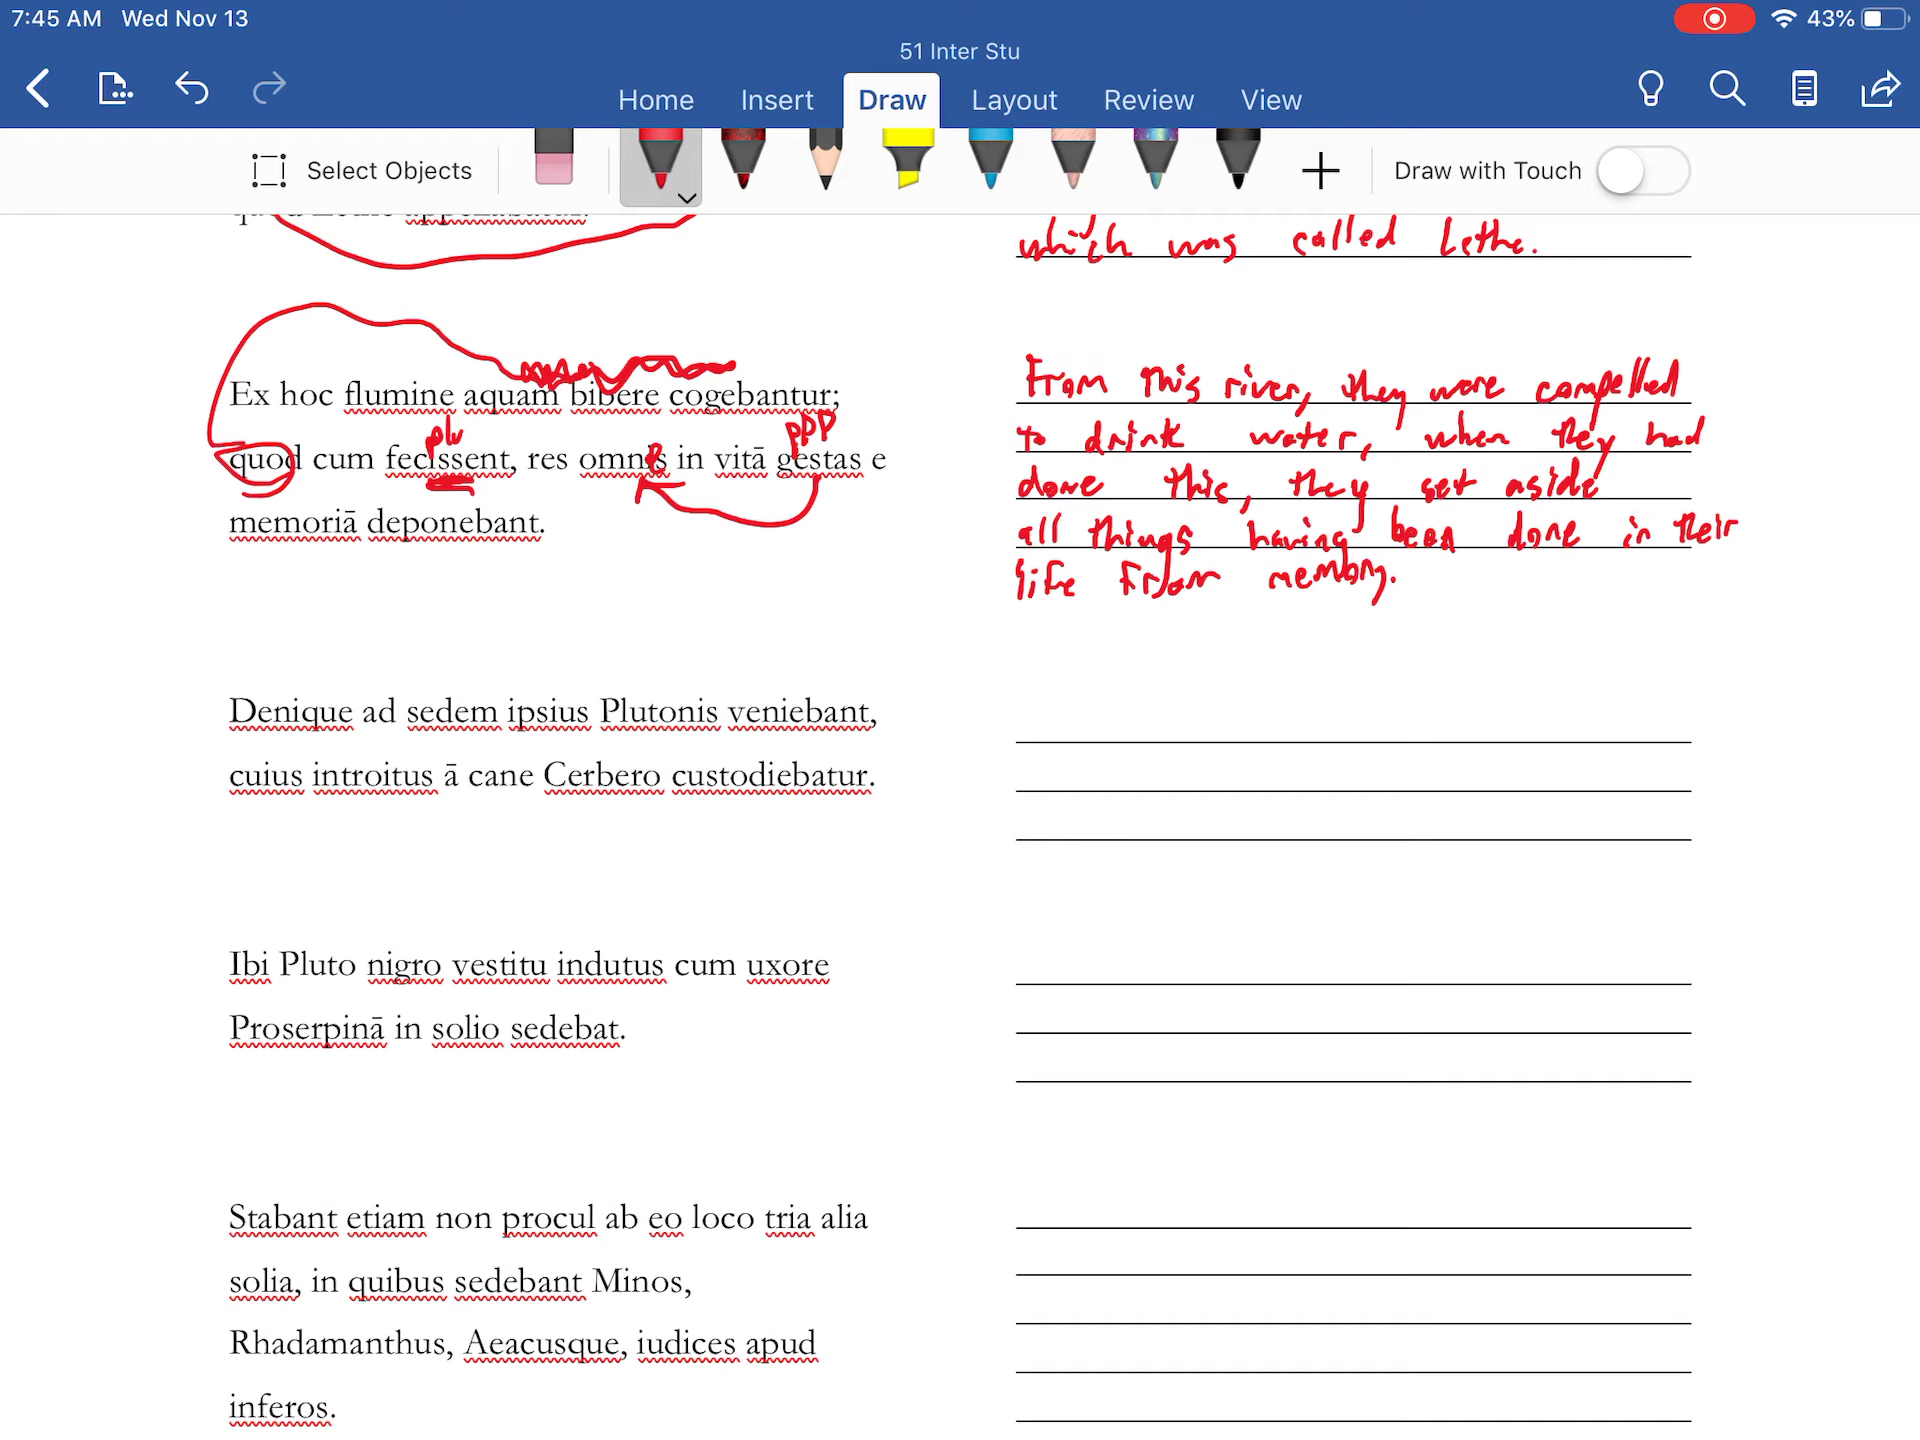 7:45 AM Wed Nov 13
43%
51 Inter Stu
Home Insert Draw Layout Review View
Select Objects
Draw with Touch
which was called Lethe.
Ex hoc flumine aquam bibere cogebantur;
plu
ppp
quod cum fecissent, res omnis in vitā gestas e
memoriā deponebant.
From this river, they were compelled
to drink water, when they had
done this, they set aside
all things having been done in their
life from memory.
Denique ad sedem ipsius Plutonis veniebant,
cuius introitus ā cane Cerbero custodiebatur.
Ibi Pluto nigro vestitu indutus cum uxore
Proserpinā in solio sedebat.
Stabant etiam non procul ab eo loco tria alia
solia, in quibus sedebant Minos,
Rhadamanthus, Aeacusque, iudices apud
inferos.